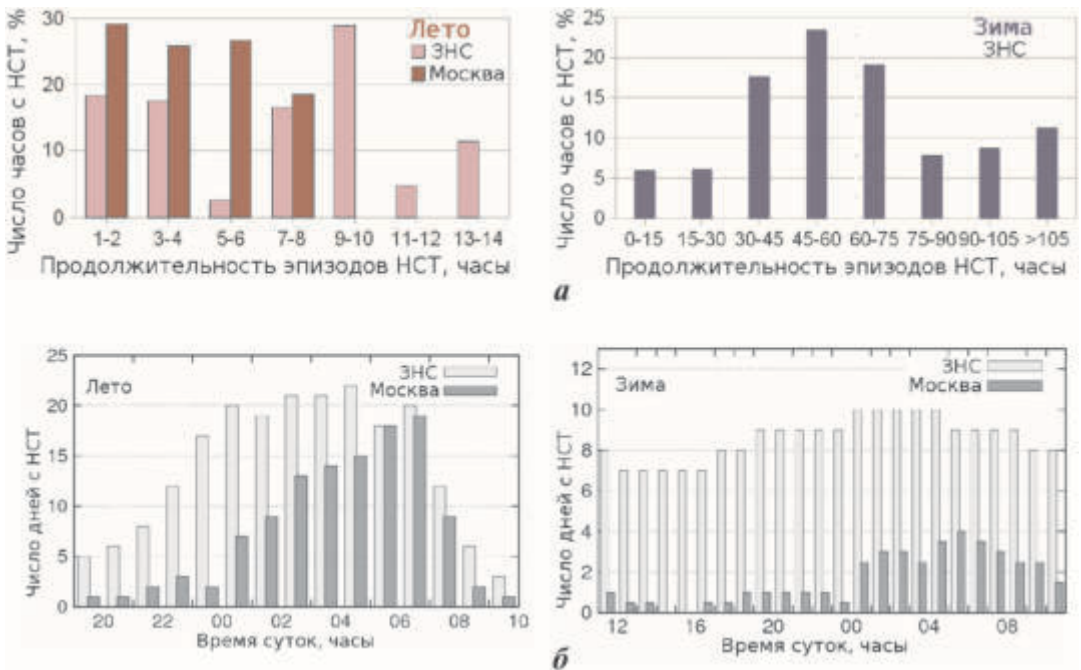 Число часов с НСТ, %
30
20
10
0
Лето
ЗНС
Москва
1-2 3-4 5-6 7-8 9-10 11-12 13-14
Продолжительность эпизодов НСТ, часы
Число часов с НСТ, %
25
20
15
10
5
0
Зима
ЗНС
0-15 15-30 30-45 45-60 60-75 75-90 90-105 >105
Продолжительность эпизодов НСТ, часы
а
Число дней с НСТ
25
20
15
10
5
0
Лето
ЗНС
Москва
20 22 00 02 04 06 08 10
Время суток, часы
Число дней с НСТ
12
10
8
6
4
2
0
Зима
ЗНС
Москва
12 16 20 00 04 08
Время суток, часы
б